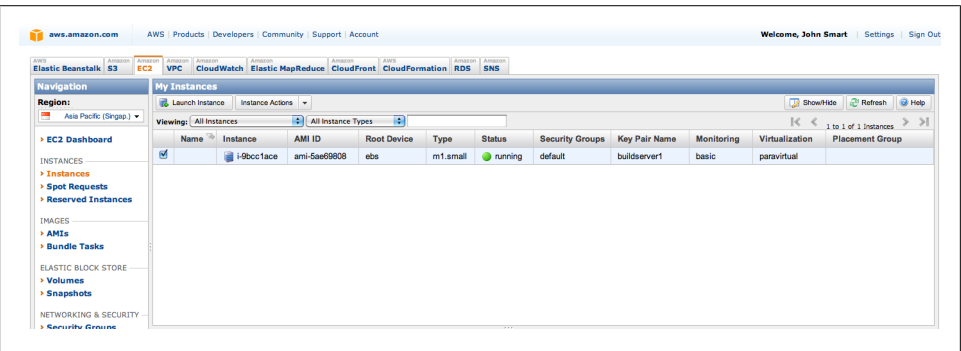 aws.amazon.com AWS | Products | Developers | Community | Support | Account Welcome, John Smart | Settings | Sign Out
AWS Elastic Beanstalk Amazon S3 Amazon EC2 Amazon VPC Amazon CloudWatch Amazon Elastic MapReduce Amazon CloudFront AWS CloudFormation Amazon RDS Amazon SNS
Navigation
Region:
Asia Pacific (Singap.)
> EC2 Dashboard
INSTANCES
> Instances
> Spot Requests
> Reserved Instances
IMAGES
> AMIs
> Bundle Tasks
ELASTIC BLOCK STORE
> Volumes
> Snapshots
NETWORKING & SECURITY
> Security Groups
My Instances
Launch Instance Instance Actions Show/Hide Refresh Help
Viewing: All Instances All Instance Types 1 to 1 of 1 Instances
Name Instance AMI ID Root Device Type Status Security Groups Key Pair Name Monitoring Virtualization Placement Group
i-9bcc1ace ami-5ae69808 ebs m1.small running default buildserver1 basic paravirtual